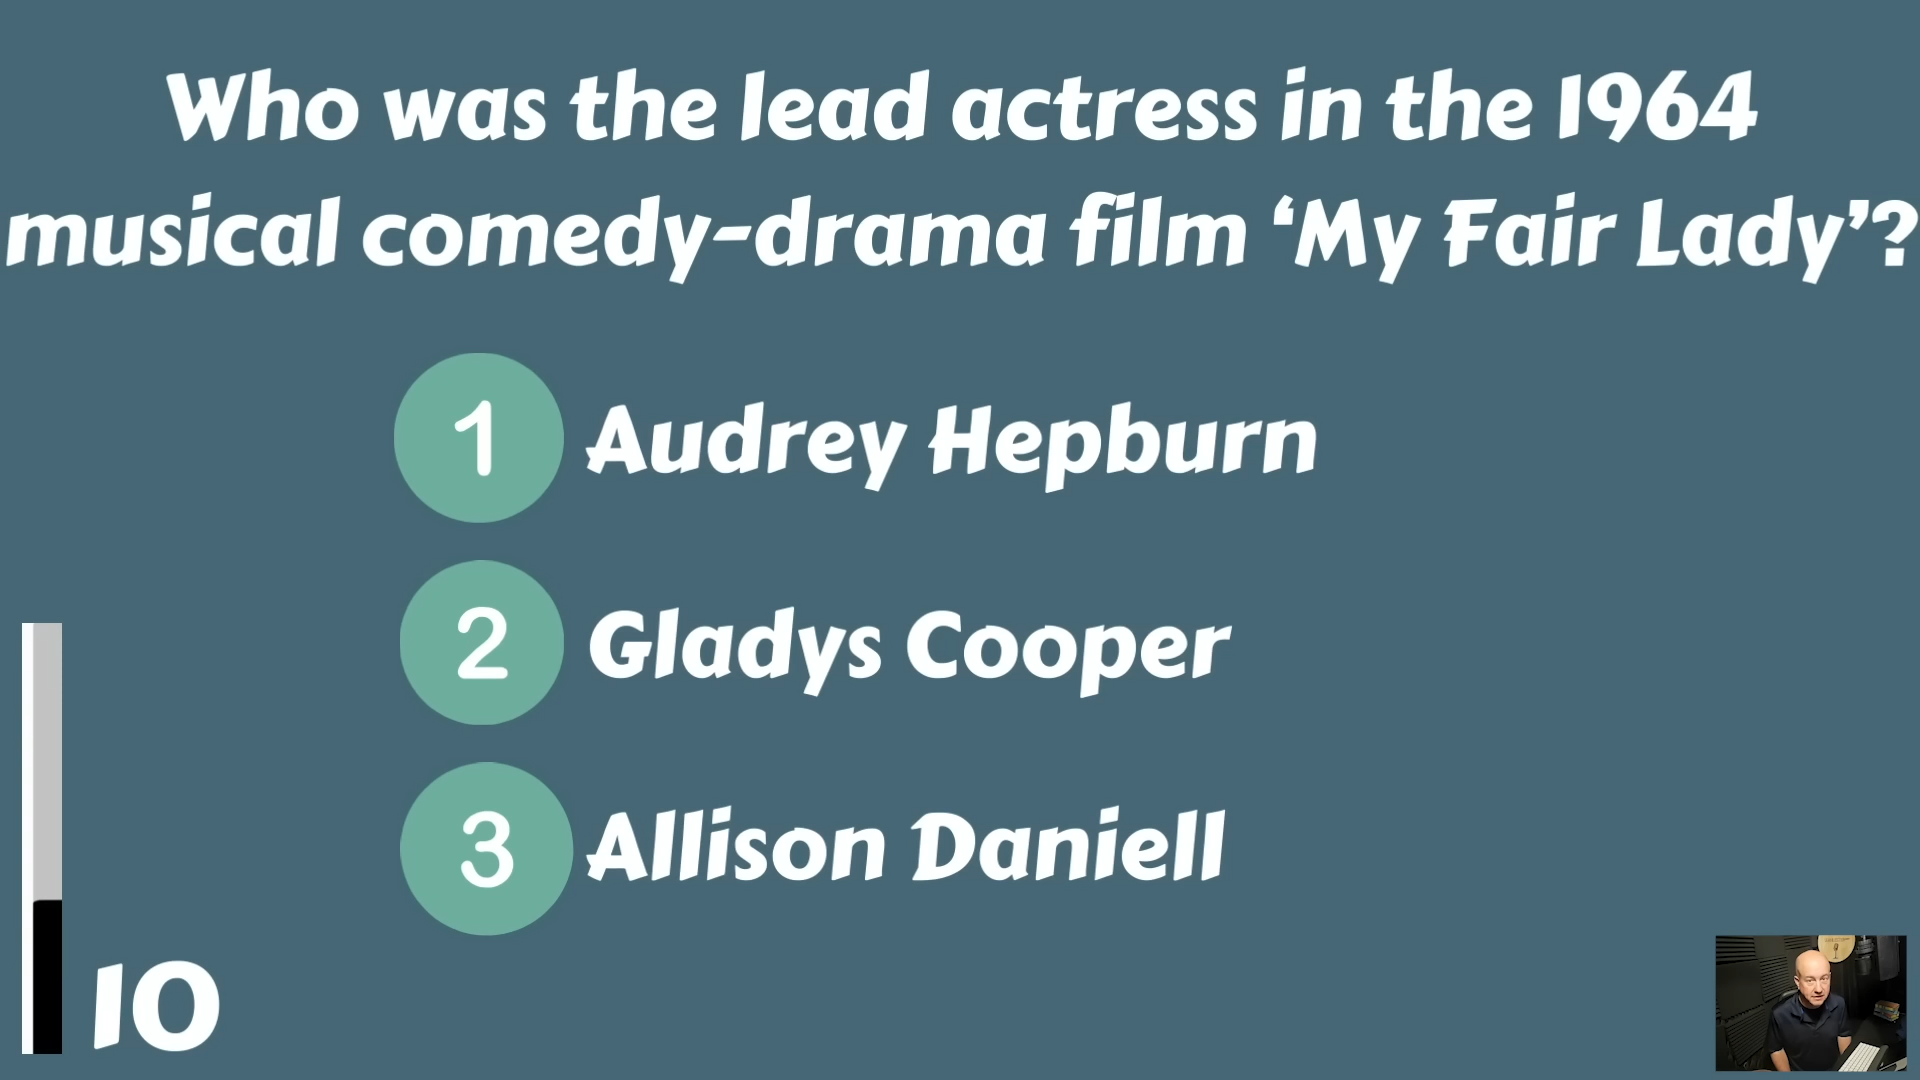 Who was the lead actress in the 1964
musical comedy-drama film ‘My Fair Lady’?
1 Audrey Hepburn
2 Gladys Cooper
3 Allison Daniell
10